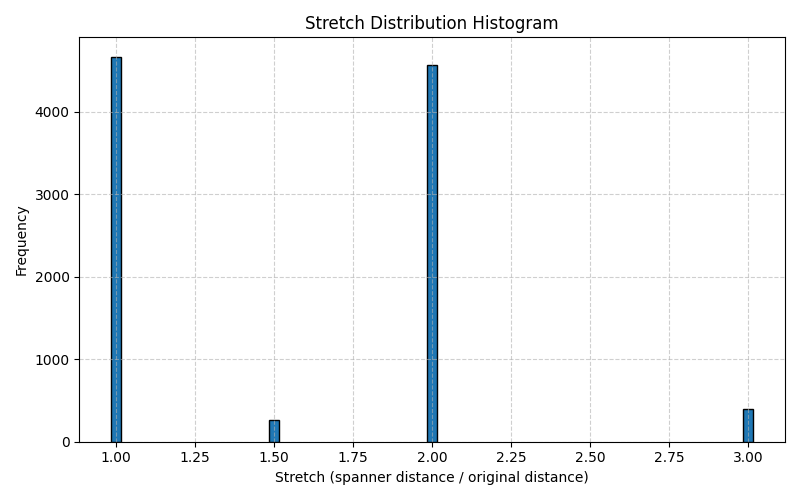 Stretch Distribution Histogram
Frequency
4000
3000
2000
1000
0
1.00 1.25 1.50 1.75 2.00 2.25 2.50 2.75 3.00
Stretch (spanner distance / original distance)